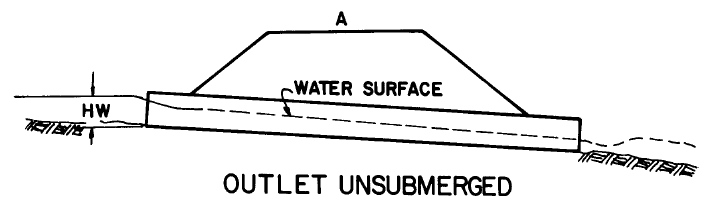 A
WATER SURFACE
HW
OUTLET UNSUBMERGED